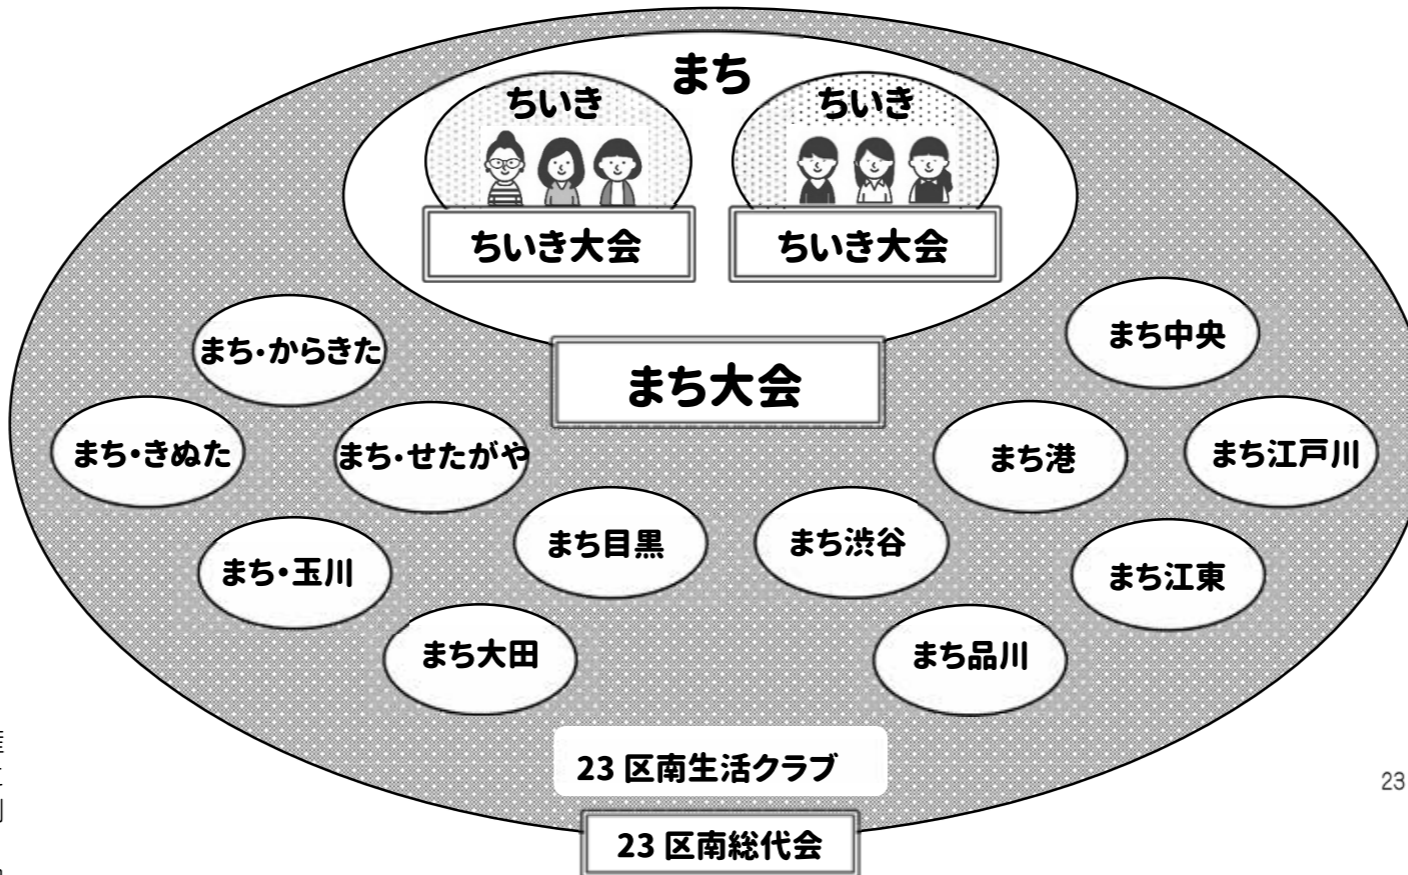 まち
ちいき
ちいき
ちいき大会
ちいき大会
まち大会
まち・からきた
まち中央
まち・きぬた
まち・せたがや
まち港
まち江戸川
まち目黒
まち渋谷
まち・玉川
まち江東
まち大田
まち品川
23 区南生活クラブ
23
23 区南総代会